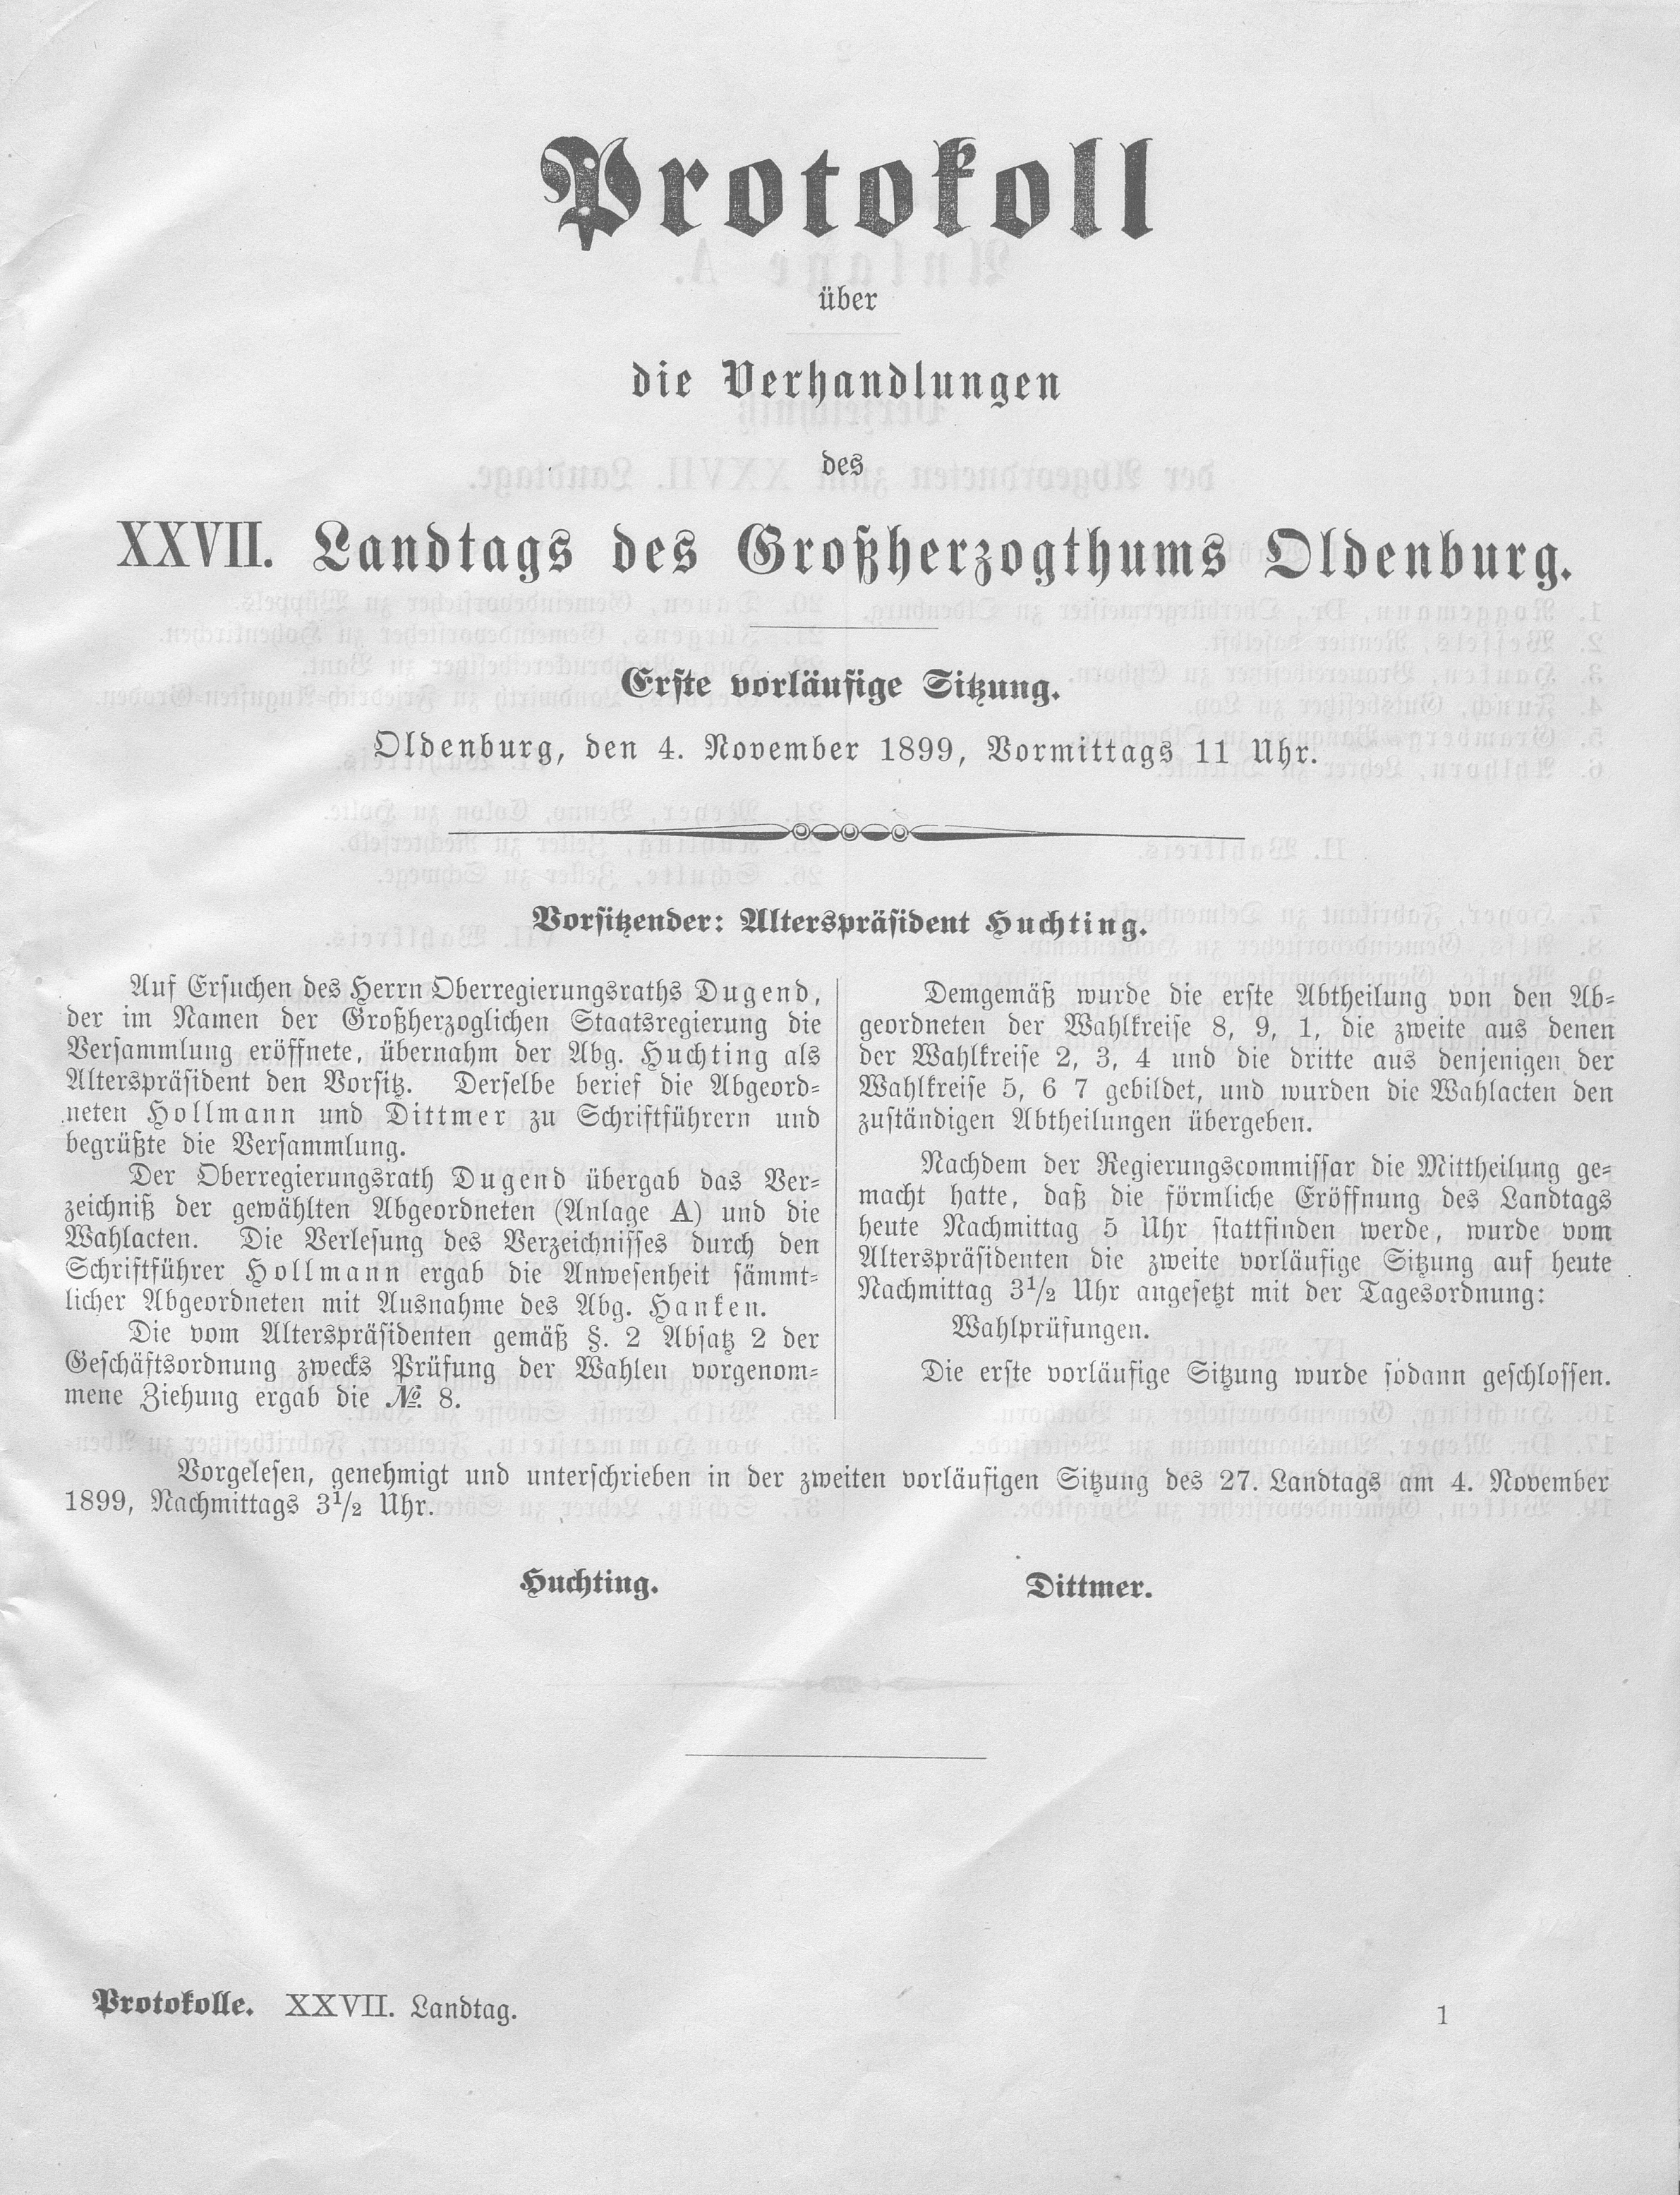 Protokoll
über
die Verhandlungen
des
XXVII. Landtags des Großherzogthums Oldenburg.
Erste vorläufige Sitzung.
Oldenburg, den 4. November 1899, Vormittags 11 Uhr.
Vorsitzender: Alterspräsident Huchting.
Auf Ersuchen des Herrn Oberregierungsraths Dugend,
der im Namen der Großherzoglichen Staatsregierung die
Versammlung eröffnete, übernahm der Abg. Huchting als
Alterspräsident den Vorsitz. Derselbe berief die Abgeord-
neten Hollmann und Dittmer zu Schriftführern und
begrüßte die Versammlung.
Der Oberregierungsrath Dugend übergab das Ver-
zeichniß der gewählten Abgeordneten (Anlage A) und die
Wahlacten. Die Verlesung des Verzeichnisses durch den
Schriftführer Hollmann ergab die Anwesenheit sämmt-
licher Abgeordneten mit Ausnahme des Abg. Hanken.
Die vom Alterspräsidenten gemäß §. 2 Absatz 2 der
Geschäftsordnung zwecks Prüfung der Wahlen vorgenom-
mene Ziehung ergab die № 8.
Demgemäß wurde die erste Abtheilung von den Ab-
geordneten der Wahlkreise 8, 9, 1, die zweite aus denen
der Wahlkreise 2, 3, 4 und die dritte aus denjenigen der
Wahlkreise 5, 6 7 gebildet, und wurden die Wahlacten den
zuständigen Abtheilungen übergeben.
Nachdem der Regierungscommissar die Mittheilung ge-
macht hatte, daß die förmliche Eröffnung des Landtags
heute Nachmittag 5 Uhr stattfinden werde, wurde vom
Alterspräsidenten die zweite vorläufige Sitzung auf heute
Nachmittag 3½ Uhr angesetzt mit der Tagesordnung:
Wahlprüfungen.
Die erste vorläufige Sitzung wurde sodann geschlossen.
Vorgelesen, genehmigt und unterschrieben in der zweiten vorläufigen Sitzung des 27. Landtags am 4. November
1899, Nachmittags 3½ Uhr.
Huchting. Dittmer.
Protokolle. XXVII. Landtag. 1